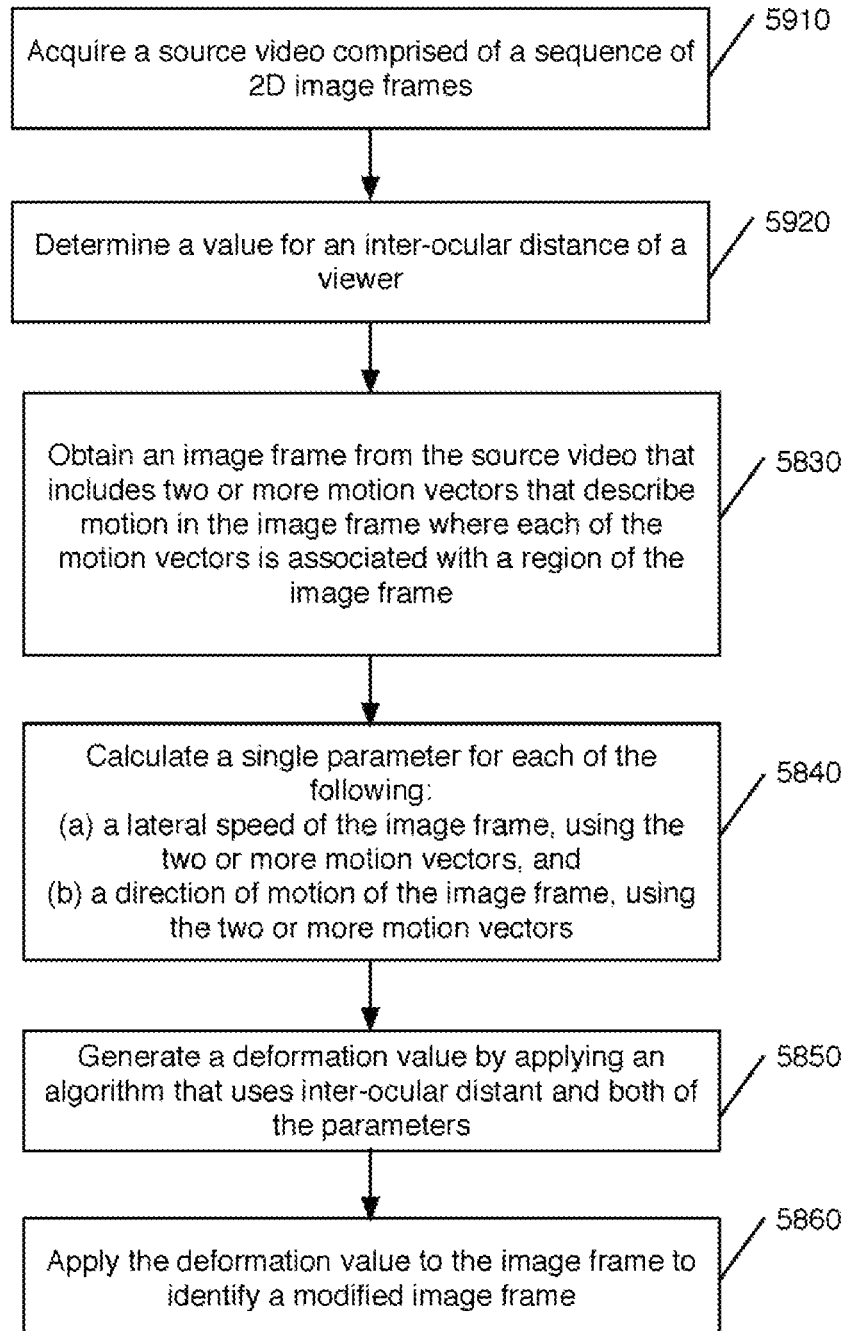 5910
Acquire a source video comprised of a sequence of
2D image frames
5920
Determine a value for an inter-ocular distance of a
viewer
5830
Obtain an image frame from the source video that
includes two or more motion vectors that describe
motion in the image frame where each of the
motion vectors is associated with a region of the
image frame
5840
Calculate a single parameter for each of the
following:
(a) a lateral speed of the image frame, using the
two or more motion vectors, and
(b) a direction of motion of the image frame, using
the two or more motion vectors
5850
Generate a deformation value by applying an
algorithm that uses inter-ocular distant and both of
the parameters
5860
Apply the deformation value to the image frame to
identify a modified image frame